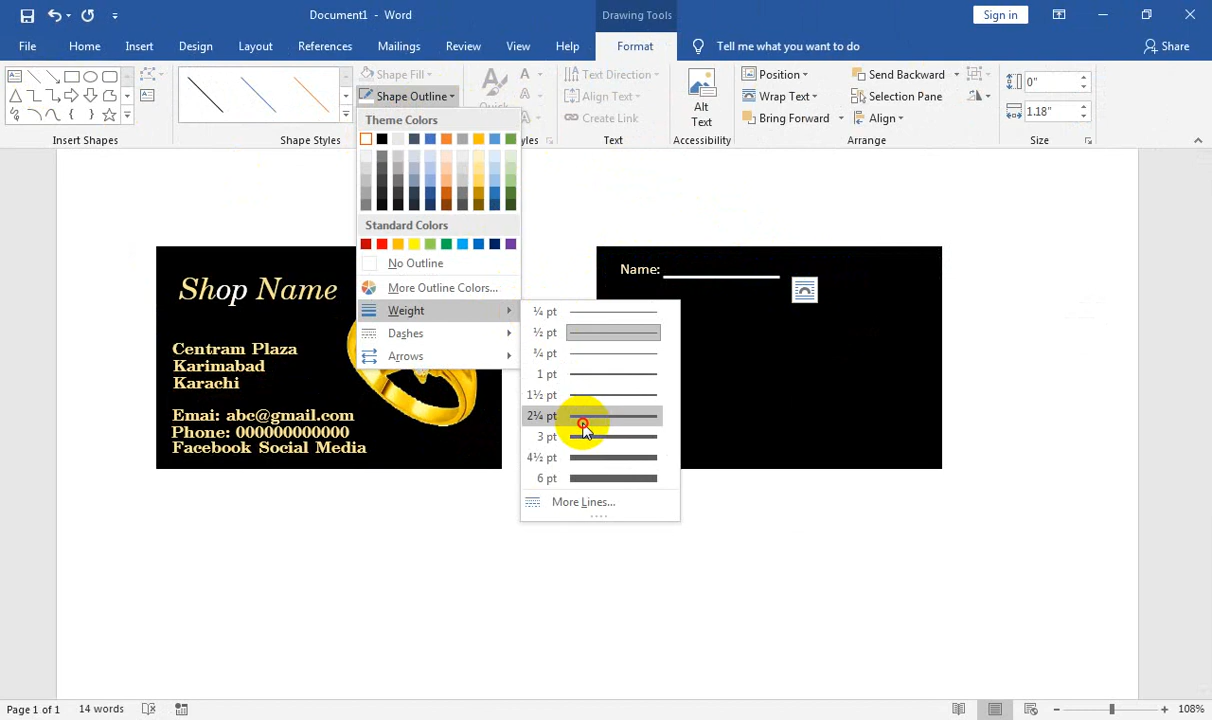 Document1 - Word
Drawing Tools
Sign in
File
Home
Insert
Design
Layout
References
Mailings
Review
View
Help
Format
Tell me what you want to do
Share
Shape Fill
Shape Outline
Quick
Text Direction
Align Text
Create Link
Alt
Text
Position
Wrap Text
Bring Forward
Send Backward
Selection Pane
Align
0"
1.18"
Insert Shapes
Shape Styles
Text
Accessibility
Arrange
Size
Theme Colors
Standard Colors
No Outline
More Outline Colors...
Weight
Dashes
Arrows
¼ pt
½ pt
¾ pt
1 pt
1½ pt
2¼ pt
3 pt
4½ pt
6 pt
More Lines...
Shop Name
Centram Plaza
Karimabad
Karachi
Emai: abc@gmail.com
Phone: 000000000000
Facebook Social Media
Name:
Page 1 of 1
14 words
108%